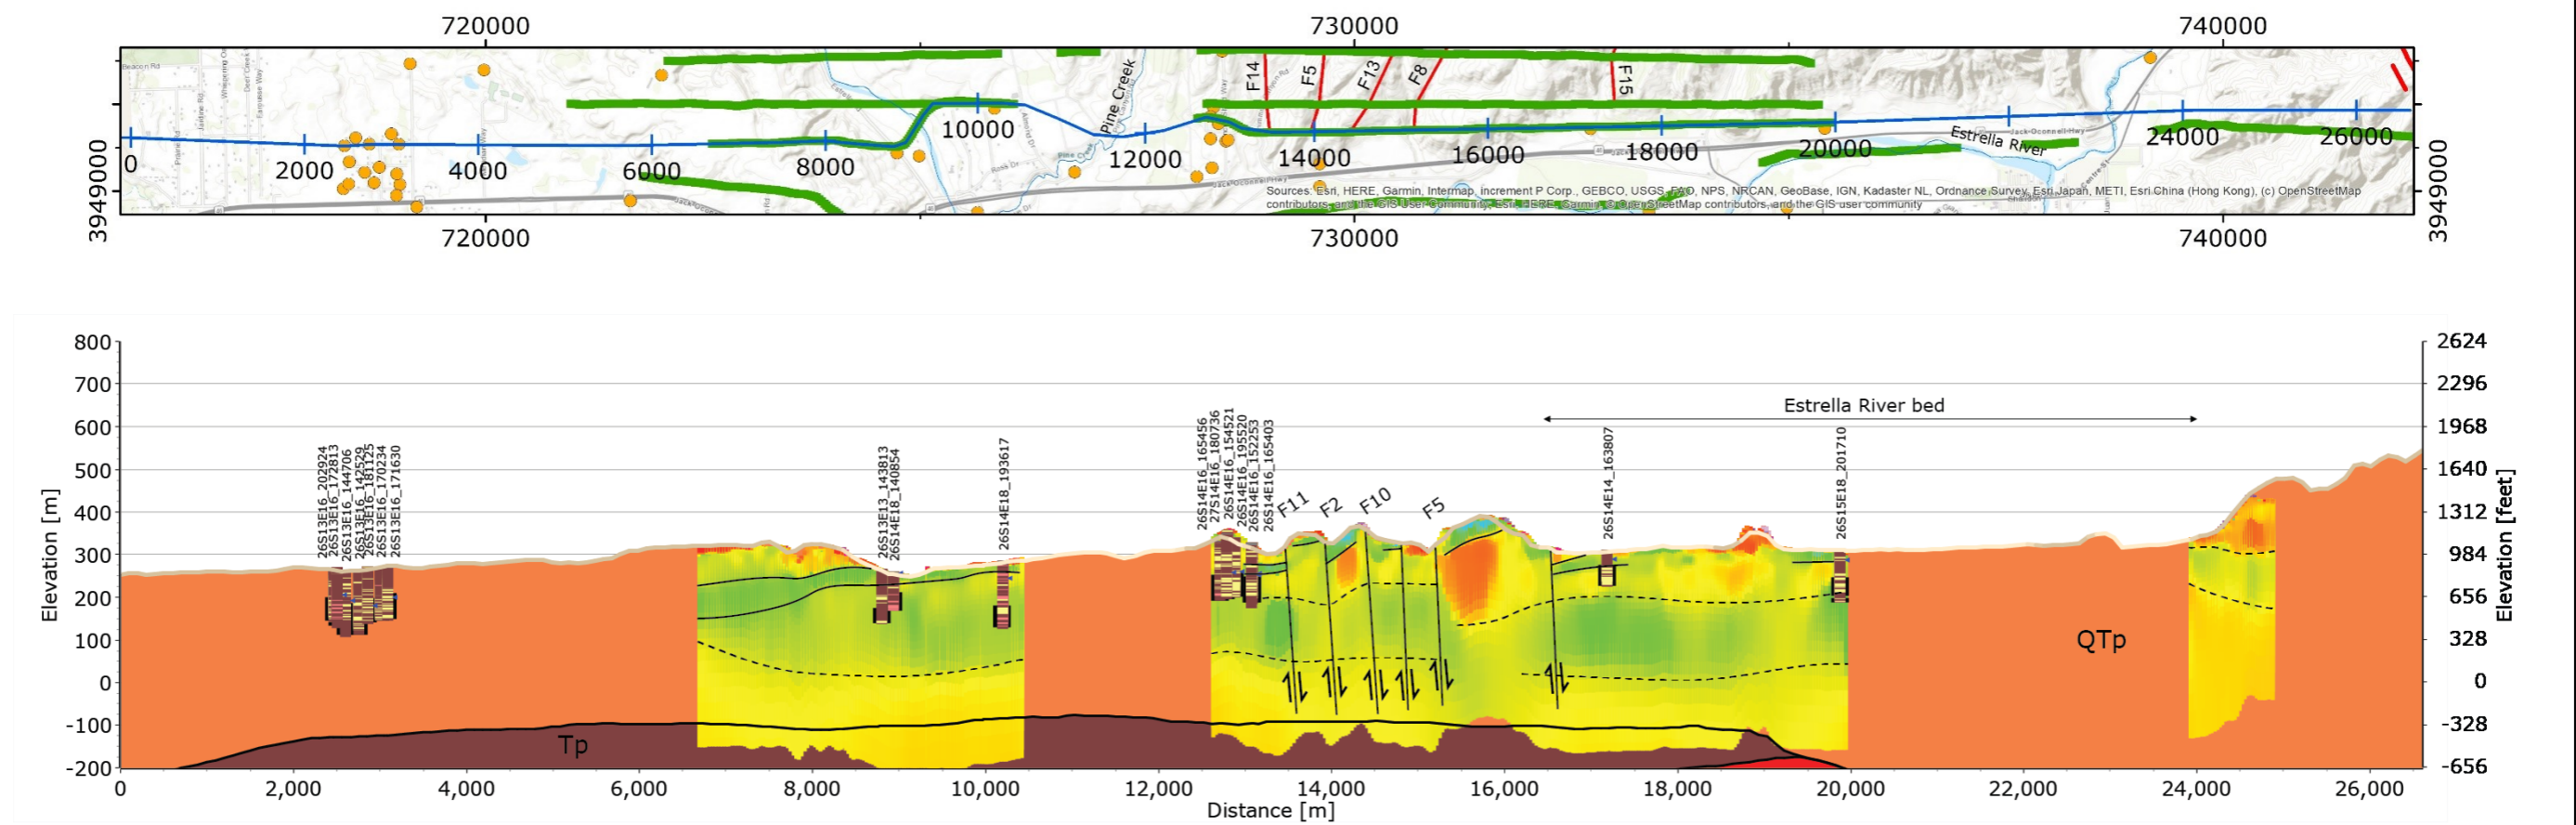 720000 730000 740000
Beacon Rd
F14 F5 F13 F8 F15
Pine Creek
10000
0 2000 4000 6000 8000 12000 14000 16000 18000 20000 24000 26000
Jack-Oconnell-Hwy
Estrella River
3949000 3949000
Sources: Esri, HERE, Garmin, Intermap, increment P Corp., GEBCO, USGS, FAO, NPS, NRCAN, GeoBase, IGN, Kadaster NL, Ordnance Survey, Esri Japan, METI, Esri China (Hong Kong), (c) OpenStreetMap
contributors, and the GIS User Community, Esri, HERE, Garmin, © OpenStreetMap contributors, and the GIS user community
720000 730000 740000
800 2624
700 2296
600 1968
500 1640
400 1312
300 984
200 656
100 328
0 0
-100 -328
-200 -656
Elevation [m]
Elevation [feet]
Estrella River bed
26S13E16_202924
26S13E16_172813
26S13E16_144706
26S13E16_142529
26S13E16_181125
26S13E16_170234
26S13E16_171630
26S13E13_143813
26S14E18_140854
26S14E18_193617
26S14E16_165456
27S14E16_180736
26S14E16_154521
26S14E16_195520
26S14E16_152253
26S14E16_165403
F11 F2 F10 F5
26S14E14_163807
26S15E18_201710
QTp
Tp
0 2,000 4,000 6,000 8,000 10,000 12,000 14,000 16,000 18,000 20,000 22,000 24,000 26,000
Distance [m]